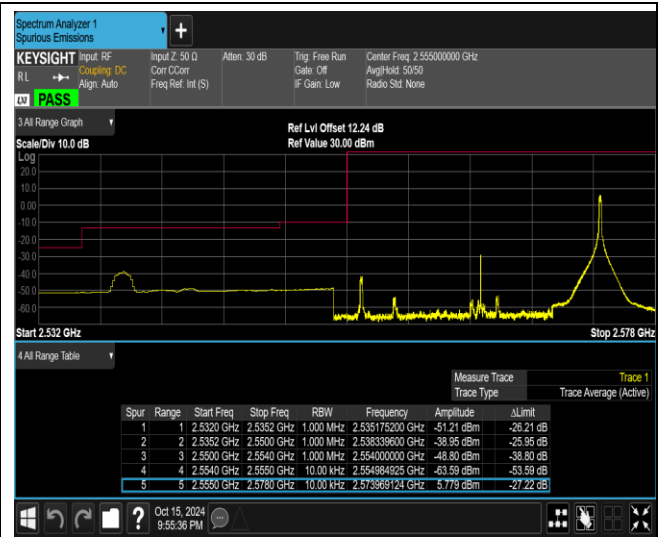 Spectrum Analyzer 1
Spurious Emissions
+
KEYSIGHT Input: RF Input Z: 50 Ω Atten: 30 dB Trig: Free Run Center Freq: 2.555000000 GHz
RL Coupling: DC Corr CCorr Gate: Off Avg|Hold: 50/50
Align: Auto Freq Ref: Int (S) IF Gain: Low Radio Std: None
LXI PASS
3 All Range Graph Ref Lvl Offset 12.24 dB
Scale/Div 10.0 dB Ref Value 30.00 dBm
Log
20.0
10.0
0.00
-10.0
-20.0
-30.0
-40.0
-50.0
-60.0
Start 2.532 GHz Stop 2.578 GHz
4 All Range Table
Measure Trace Trace 1
Trace Type Trace Average (Active)
Spur Range Start Freq Stop Freq RBW Frequency Amplitude ΔLimit
1 1 2.5320 GHz 2.5352 GHz 1.000 MHz 2.535175200 GHz -51.21 dBm -26.21 dB
2 2 2.5352 GHz 2.5500 GHz 1.000 MHz 2.538339600 GHz -38.95 dBm -25.95 dB
3 3 2.5500 GHz 2.5540 GHz 1.000 MHz 2.554000000 GHz -48.80 dBm -38.80 dB
4 4 2.5540 GHz 2.5550 GHz 10.00 kHz 2.554984925 GHz -63.59 dBm -53.59 dB
5 5 2.5550 GHz 2.5780 GHz 10.00 kHz 2.573969124 GHz 5.779 dBm -27.22 dB
? Oct 15, 2024
9:55:36 PM